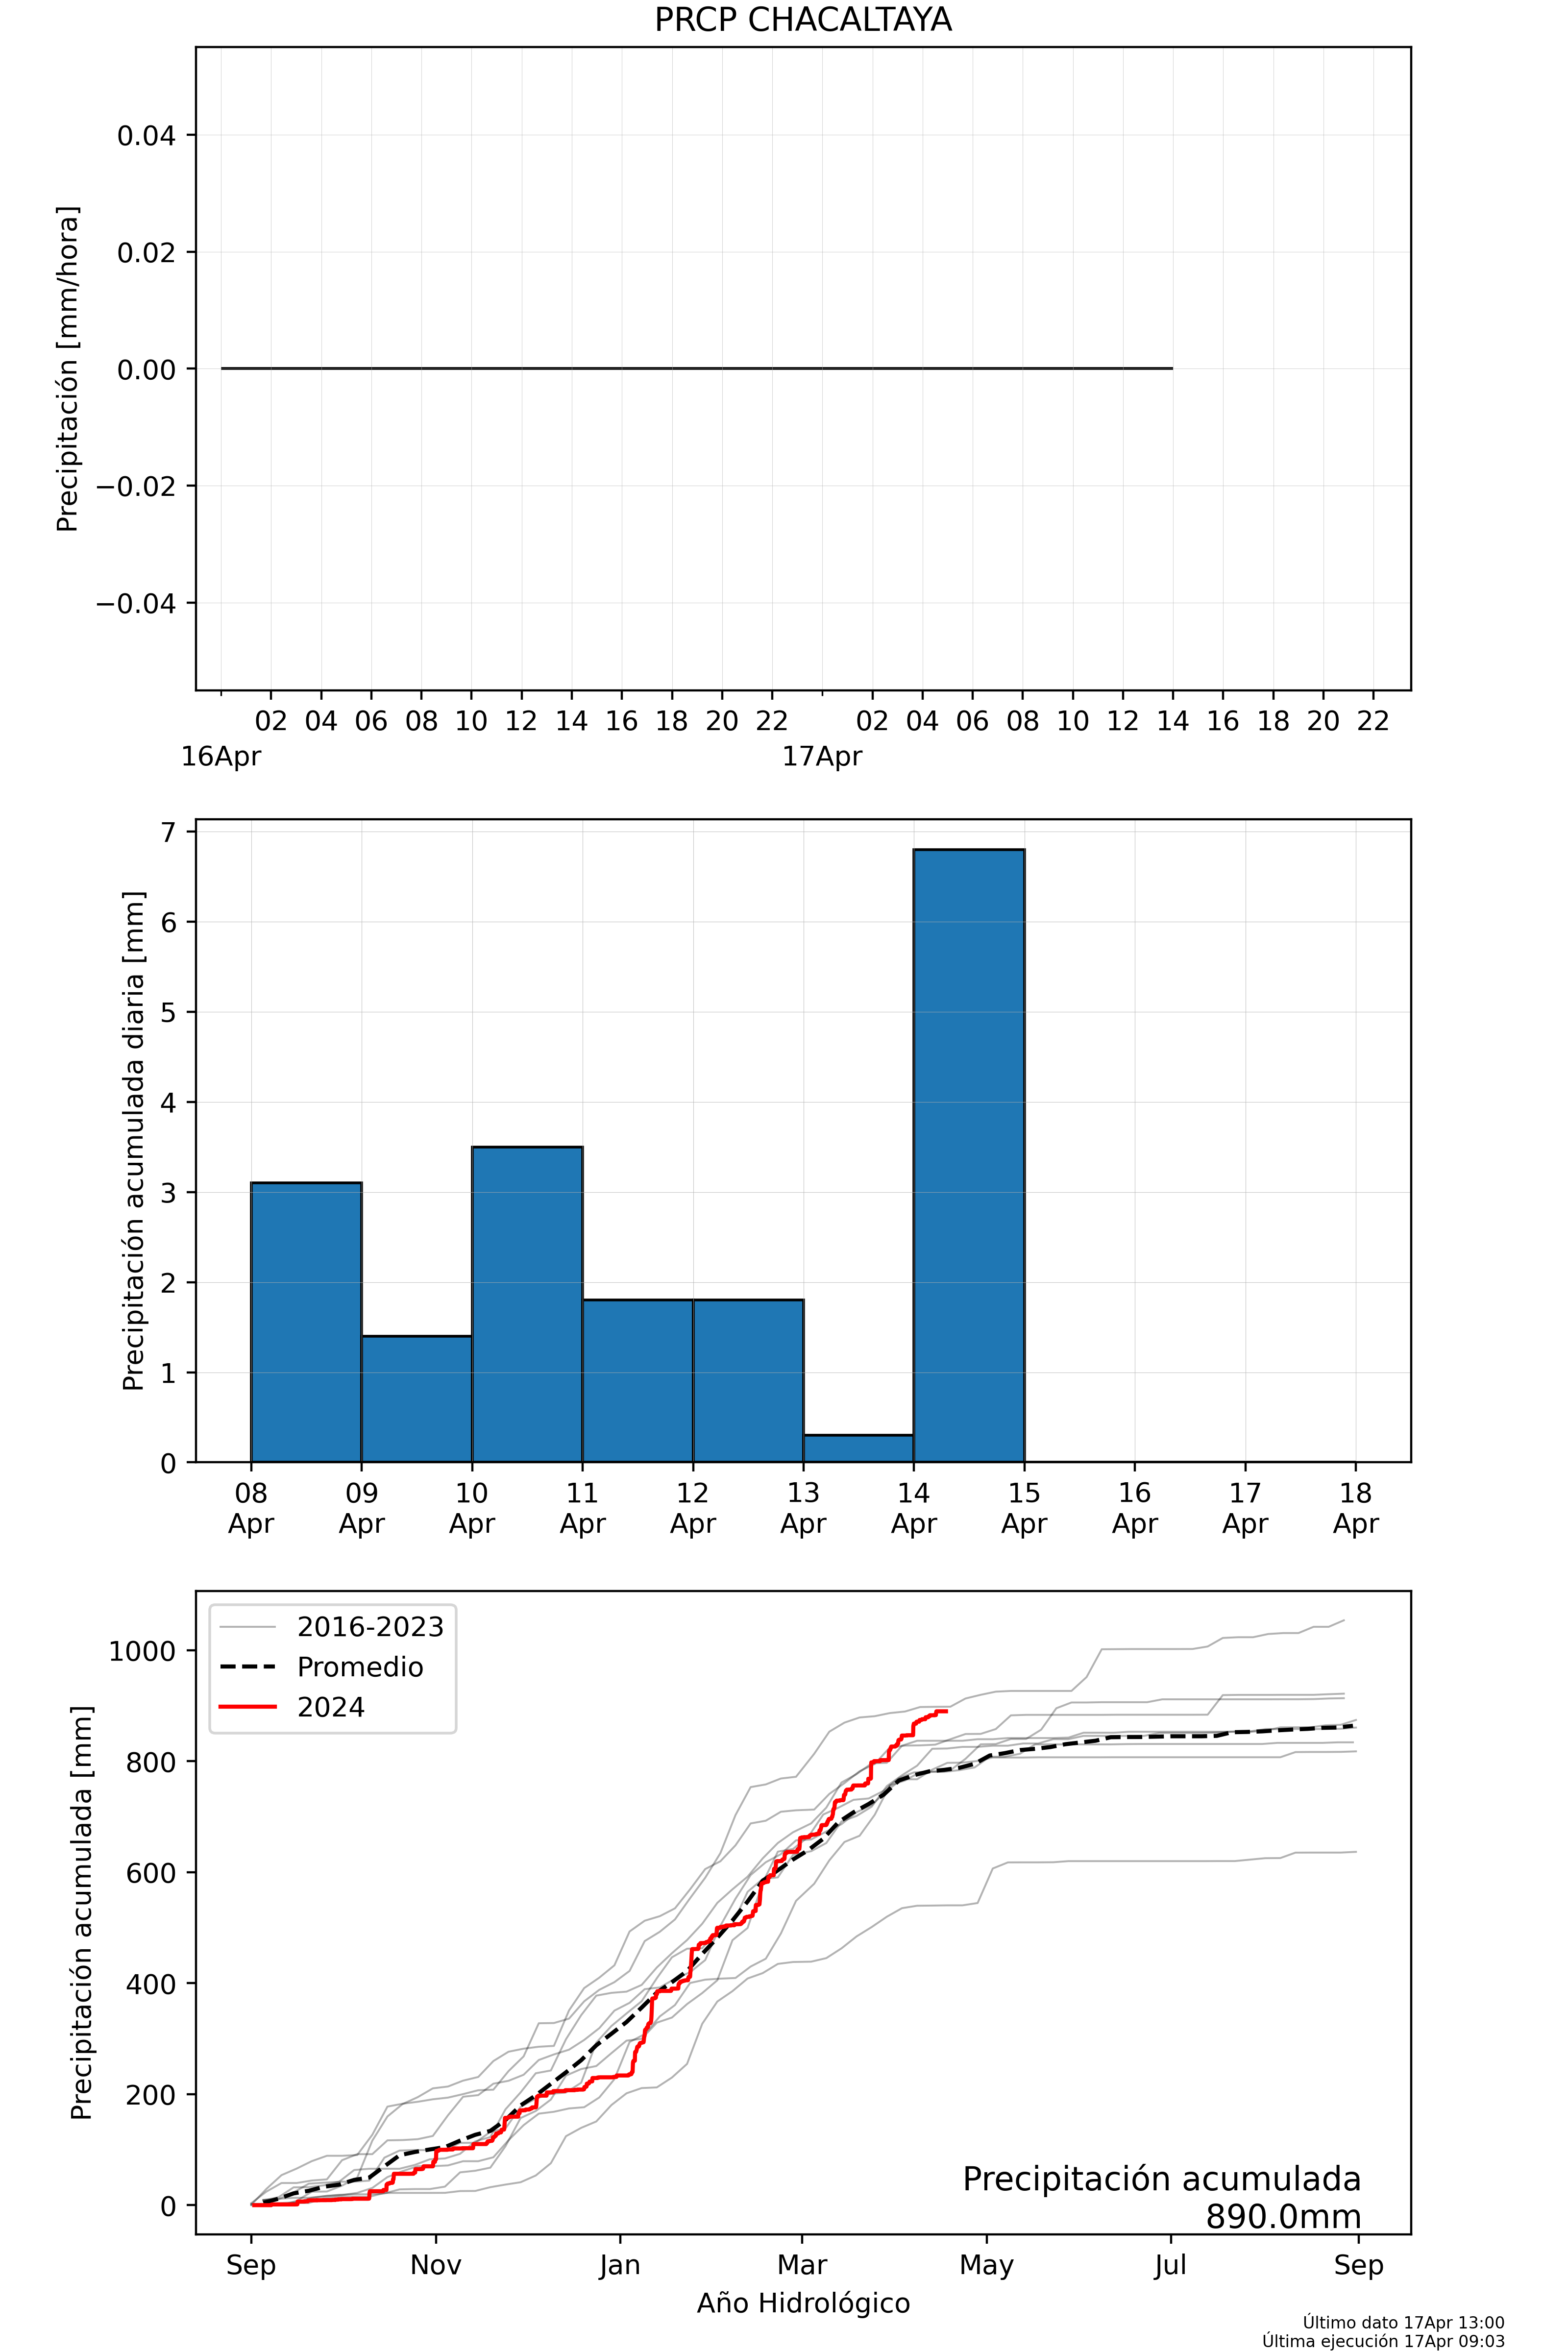 PRCP CHACALTAYA
Precipitación [mm/hora]
0.04
0.02
0.00
−0.02
−0.04
02 04 06 08 10 12 14 16 18 20 22 02 04 06 08 10 12 14 16 18 20 22
16Apr 17Apr
Precipitación acumulada diaria [mm]
7
6
5
4
3
2
1
0
08 09 10 11 12 13 14 15 16 17 18
Apr Apr Apr Apr Apr Apr Apr Apr Apr Apr Apr
Precipitación acumulada [mm]
1000
800
600
400
200
0
2016-2023
Promedio
2024
Precipitación acumulada
890.0mm
Sep Nov Jan Mar May Jul Sep
Año Hidrológico
Último dato 17Apr 13:00
Última ejecución 17Apr 09:03